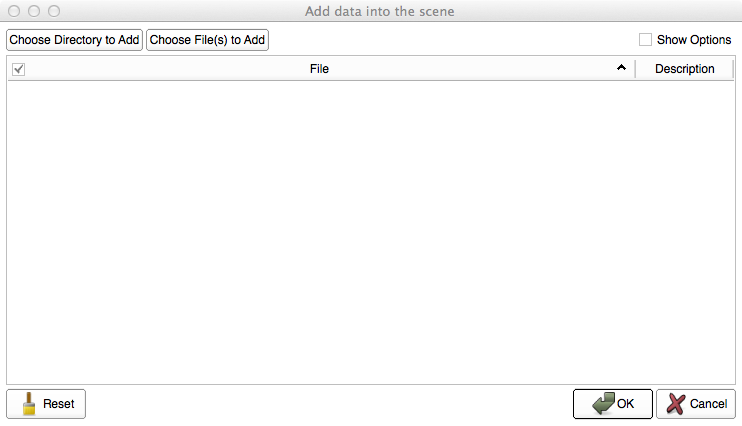 Add data into the scene
Choose Directory to Add Choose File(s) to Add Show Options
File Description
Reset OK Cancel